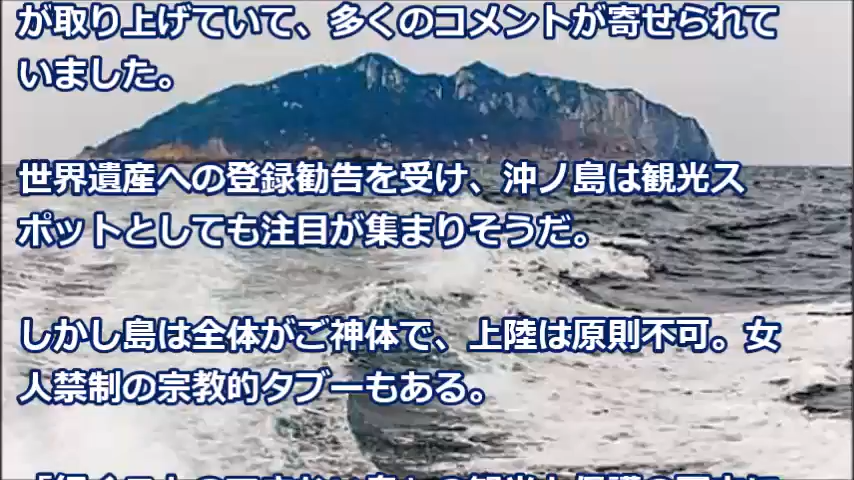 が取り上げていて、多くのコメントが寄せられて
いました。
世界遺産への登録勧告を受け、沖ノ島は観光ス
ポットとしても注目が集まりそうだ。
しかし島は全体がご神体で、上陸は原則不可。女
人禁制の宗教的タブーもある。